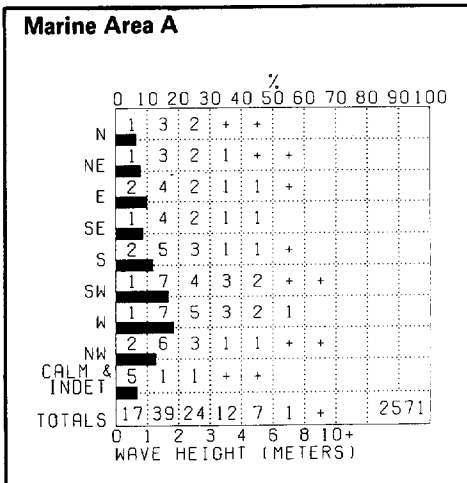 Marine Area A
%
0 10 20 30 40 50 60 70 80 90 100
N 1 3 2 + +
NE 1 3 2 1 + +
E 2 4 2 1 1 +
SE 1 4 2 1 1
S 2 5 3 1 1 +
SW 1 7 4 3 2 + +
W 1 7 5 3 2 1
NW 2 6 3 1 1 + +
CALM &
INDET 5 1 1 + +
TOTALS 17 39 24 12 7 1 + 2571
0 1 2 3 4 6 8 10+
WAVE HEIGHT (METERS)